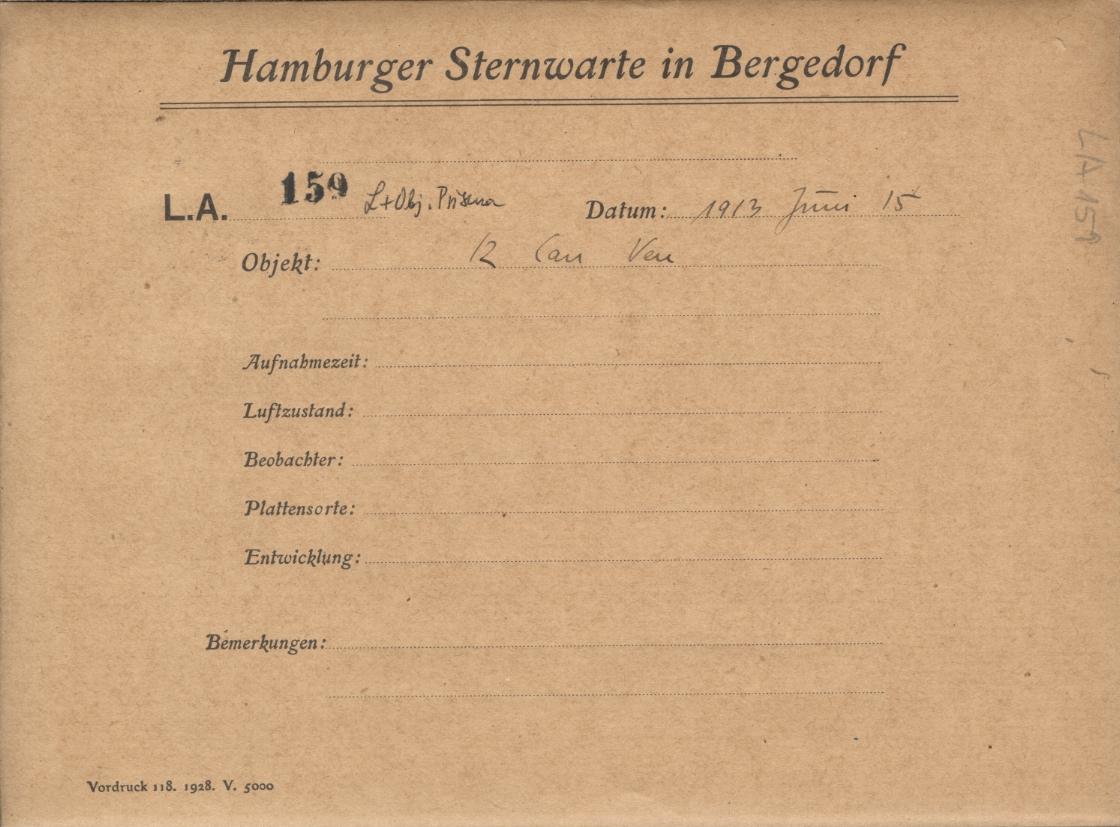 Hamburger Sternwarte in Bergedorf
L.A. 159 L+Obj. Prisma Datum: 1913 Juni 15
Objekt: 12 Can Ven
Aufnahmezeit:
Luftzustand:
Beobachter:
Plattensorte:
Entwicklung:
Bemerkungen:
Vordruck 118. 1928. V. 5000
LA 159